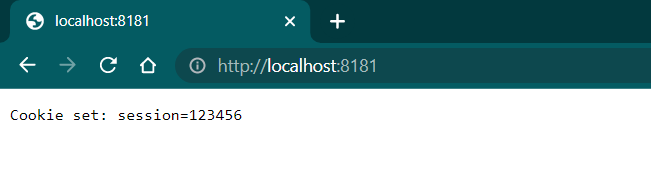 localhost:8181
http://localhost:8181
Cookie set: session=123456